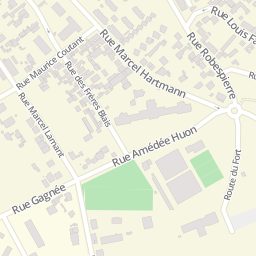 Rue Louis Fa
Rue Marcel Hartmann
Rue Robespierre
Rue Maurice Coutant
Rue des Frères Blais
Rue Marcel Lamant
Rue Amédée Huon
Route du Fort
Rue Gagnée